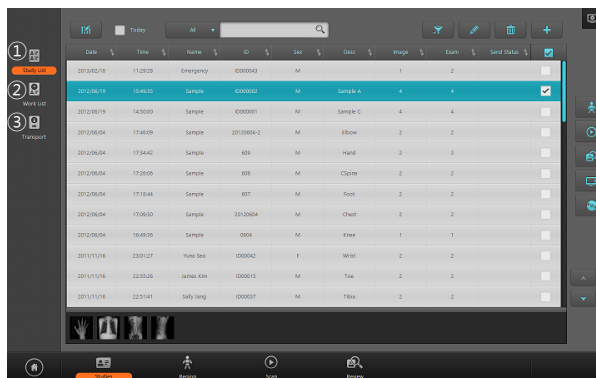 Today All
Date Time Name ID Sex Desc Image Exam Send Status
① 2013/02/18 11:29:29 Emergency ID000043 M 1 2
Study List
② 2012/06/19 15:49:35 Sample ID000002 M Sample A 4 4
Work List
③ 2012/06/19 14:50:00 Sample ID000001 M Sample C 4 4
Transport
2012/06/04 17:46:09 Sample 20120604-2 M Elbow 2 2
2012/06/04 17:34:42 Sample 609 M Hand 2 2
2012/06/04 17:26:06 Sample 608 M CSpine 2 2
2012/06/04 17:18:44 Sample 607 M Foot 2 2
2012/06/04 17:09:50 Sample 20120604 M Chest 2 2
2012/06/04 16:49:26 Sample 0604 M Knee 1 1
2011/11/16 23:01:27 Yuna Seo ID00042 F Wrist 2 2
2011/11/16 22:55:26 James Kim ID00013 M Toe 2 2
2011/11/16 22:51:41 Sally Jang ID00037 M Tibia 2 2
Studies Region Scan Review